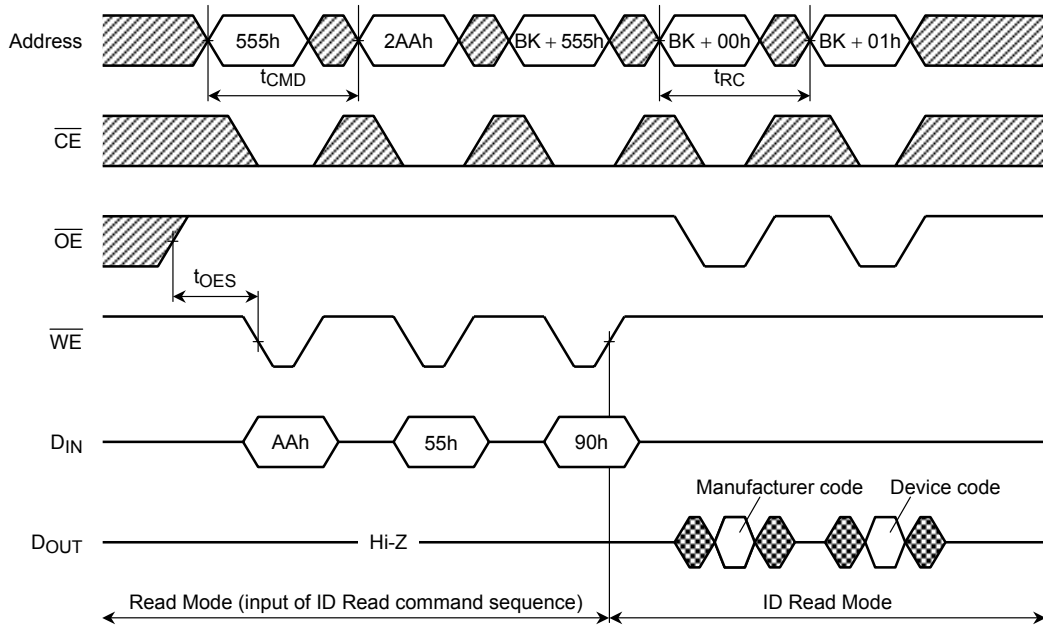 Address 555h 2AAh BK + 555h BK + 00h BK + 01h
tCMD tRC
CE
OE
tOES
WE
DIN AAh 55h 90h
Manufacturer code Device code
DOUT Hi-Z
Read Mode (input of ID Read command sequence) ID Read Mode